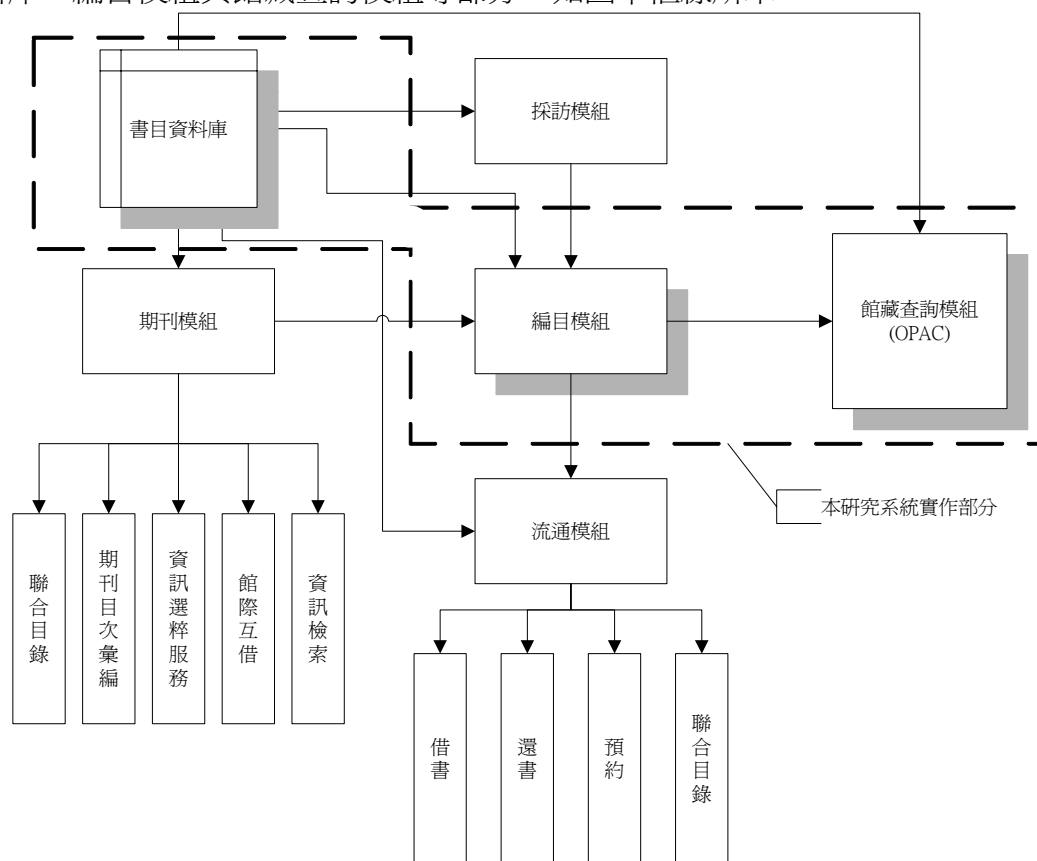 書目資料庫
採訪模組
期刊模組
編目模組
館藏查詢模組
(OPAC)
本研究系統實作部分
流通模組
聯合目錄
期刊目次彙編
資訊選粹服務
館際互借
資訊檢索
借書
還書
預約
聯合目錄